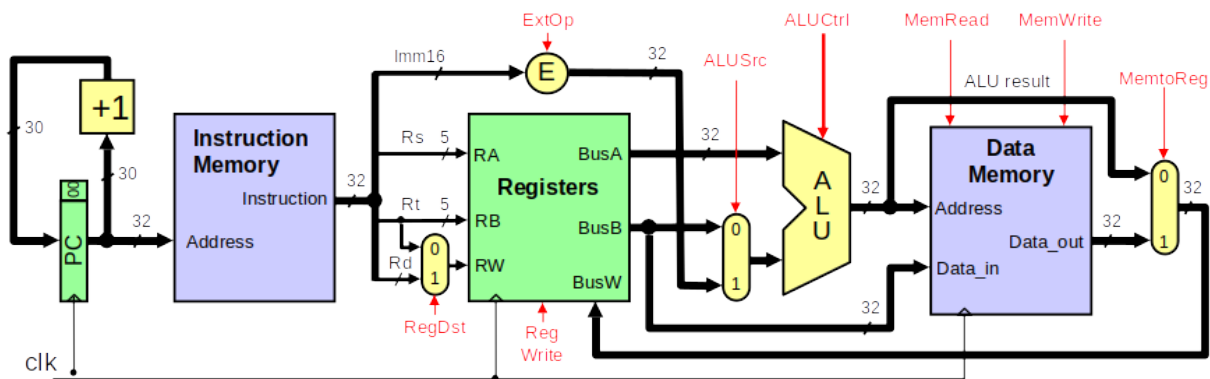 ExtOp
ALUCtrl
MemRead
MemWrite
Imm16
32
ALUSrc
E
ALU result
MemtoReg
30
+1
Instruction
Memory
Rs
5
RA
BusA
32
Data
Memory
0
30
32
Registers
A
L
U
32
32
00
Instruction
Rt
5
RB
BusB
0
Address
PC
32
Address
0
Rd
1
RW
BusW
1
Data_out
32
1
Data_in
RegDst
Reg
Write
32
clk